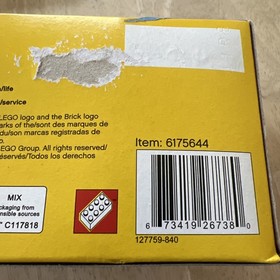 /life
/service
LEGO logo and the Brick logo
arks of the/sont des marques de
du/son marcas registradas de
o.
LEGO Group. All rights reserved/
éservés/Todos los derechos
Item: 6175644
MIX
ackaging from
nsible sources
C117818
6 73419 26738 0
127759-840